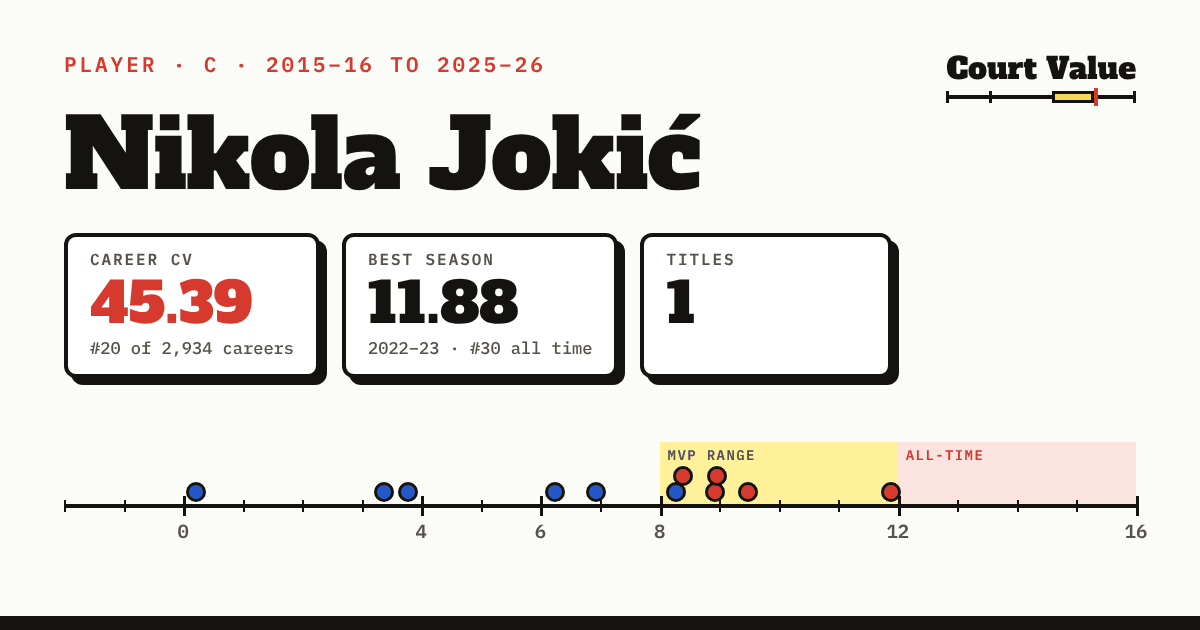 PLAYER · C · 2015–16 TO 2025–26
Court Value
Nikola Jokić
CAREER CV
45.39
#20 of 2,934 careers
BEST SEASON
11.88
2022–23 · #30 all time
TITLES
1
MVP RANGE
ALL-TIME
0 4 6 8 12 16